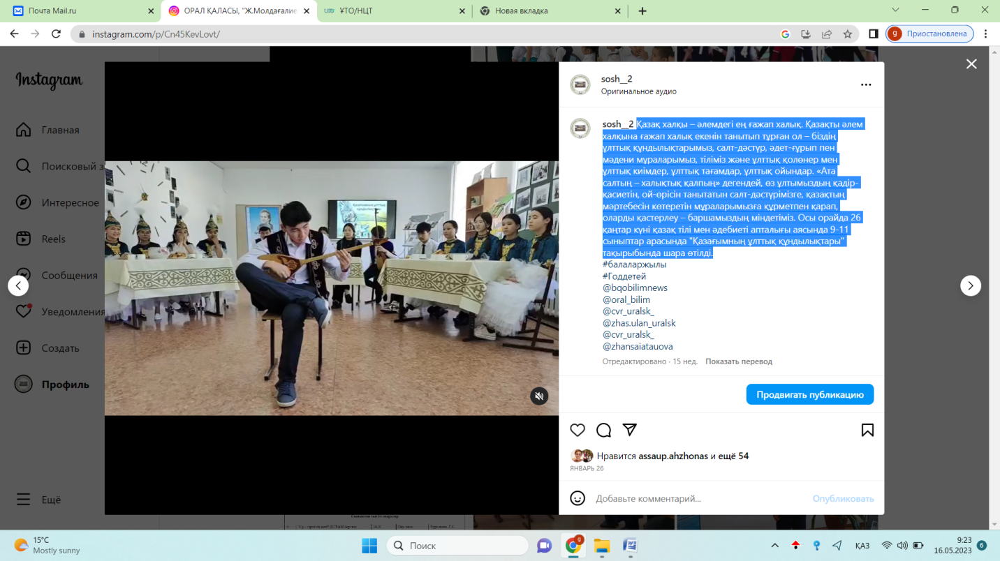 Почта Mail.ru
ОРАЛ ҚАЛАСЫ, "Ж.Молдағалие
ҰТО/НЦТ
Новая вкладка
instagram.com/p/Cn45KevLovt/
g Приостановлена
Instagram
Главная
Поисковый з
Интересное
Reels
Сообщения
Уведомления
Создать
Профиль
Ещё
sosh__2
Оригинальное аудио
sosh__2 Қазақ халқы – әлемдегі ең ғажап халық. Қазақты әлем
халқына ғажап халық екенін танытып тұрған ол – біздің
ұлттық құндылықтарымыз, салт-дәстүр, әдет-ғұрып пен
мәдени мұраларымыз, тіліміз және ұлттық қолөнер мен
ұлттық киімдер, ұлттық тағамдар, ұлттық ойындар. «Ата
салтың – халықтық қалпың» дегендей, өз ұлтымыздың қадір-
қасиетін, ой-өрісін танытатын салт-дәстүрімізге, қазақтың
мәртебесін көтеретін мұраларымызға құрметпен қарап,
оларды қастерлеу – баршамыздың міндетіміз. Осы орайда 26
қаңтар күні қазақ тілі мен әдебиеті апталығы аясында 9-11
сыныптар арасында "Қазағымның ұлттық құндылықтары"
тақырыбында шара өтілді.
#балаларжылы
#Годдетей
@bqobilimnews
@oral_bilim
@cvr_uralsk_
@zhas.ulan_uralsk
@cvr_uralsk_
@zhansaiatauova
Отредактировано · 15 нед. Показать перевод
Продвигать публикацию
Нравится assaup.ahzhonas и ещё 54
ЯНВАРЬ 26
Добавьте комментарий...
Опубликовать
15°C
Mostly sunny
Поиск
ҚАЗ
9:23
16.05.2023
6